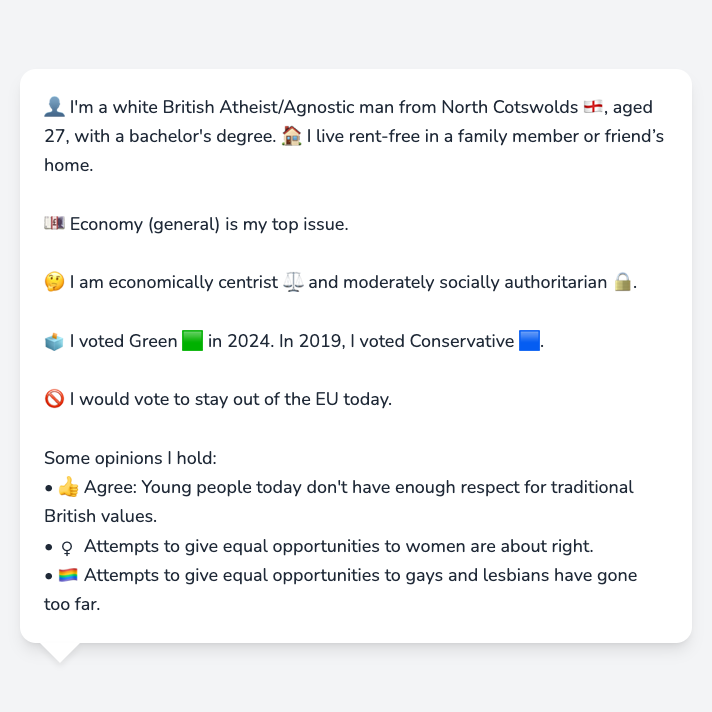 👤 I'm a white British Atheist/Agnostic man from North Cotswolds 🏴󠁧󠁢󠁥󠁮󠁧󠁿, aged
27, with a bachelor's degree. 🏠 I live rent-free in a family member or friend’s
home.
💷 Economy (general) is my top issue.
🤔 I am economically centrist ⚖️ and moderately socially authoritarian 🔒.
🗳️ I voted Green 🟩 in 2024. In 2019, I voted Conservative 🟦.
🚫 I would vote to stay out of the EU today.
Some opinions I hold:
• 👍 Agree: Young people today don't have enough respect for traditional
British values.
• ♀ Attempts to give equal opportunities to women are about right.
• 🏳️‍🌈 Attempts to give equal opportunities to gays and lesbians have gone
too far.